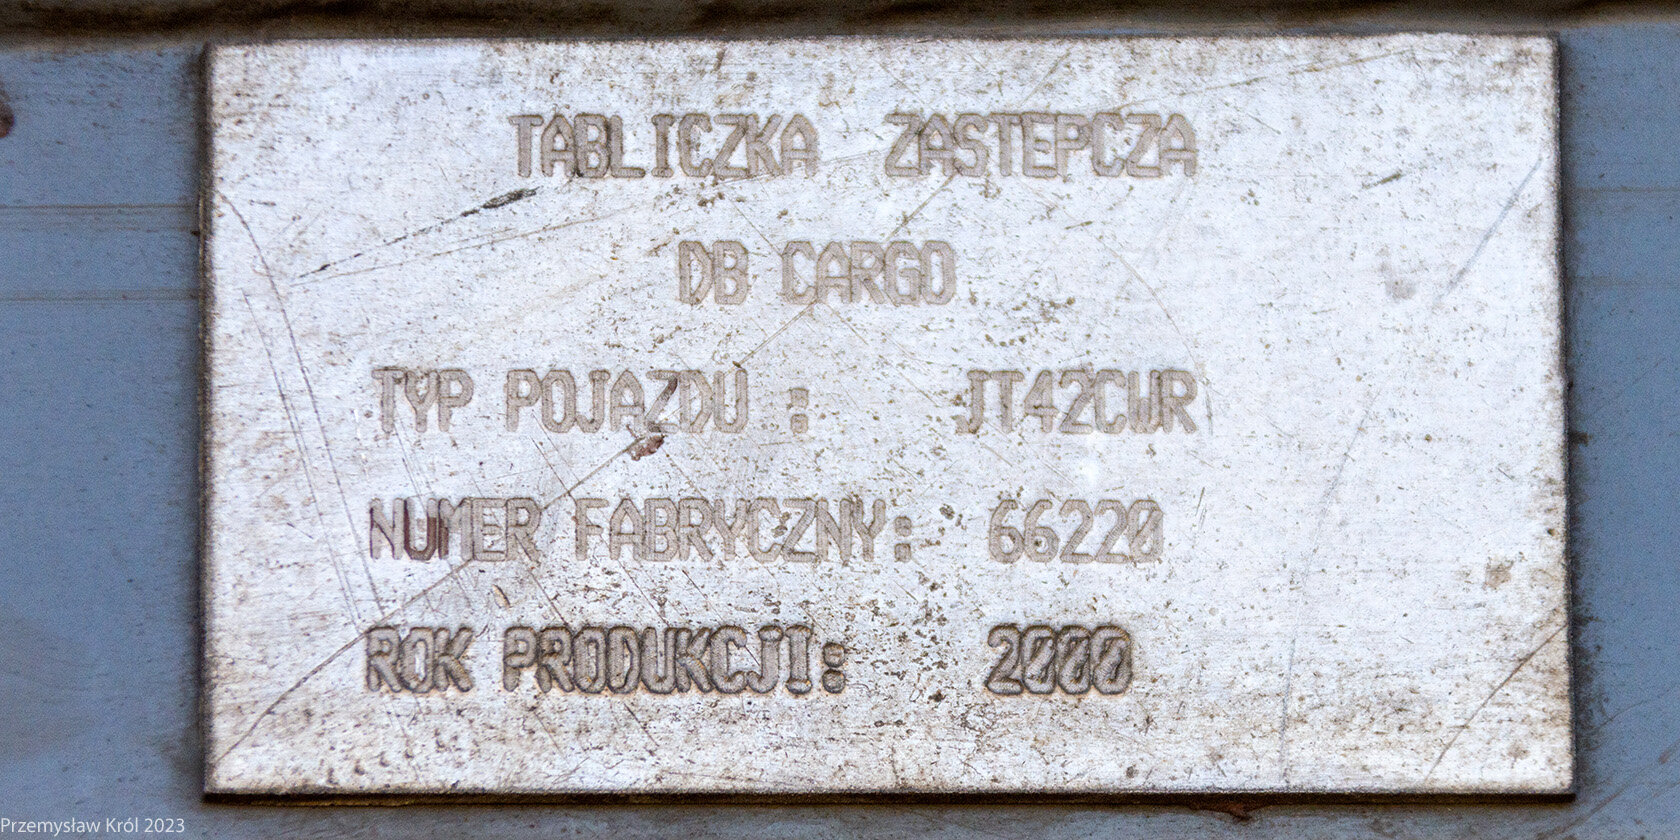 TABLICZKA ZASTEPCZA
DB CARGO
TYP POJAZDU : JT42CWR
NUMER FABRYCZNY: 66220
ROK PRODUKCJI: 2000
Przemysław Król 2023